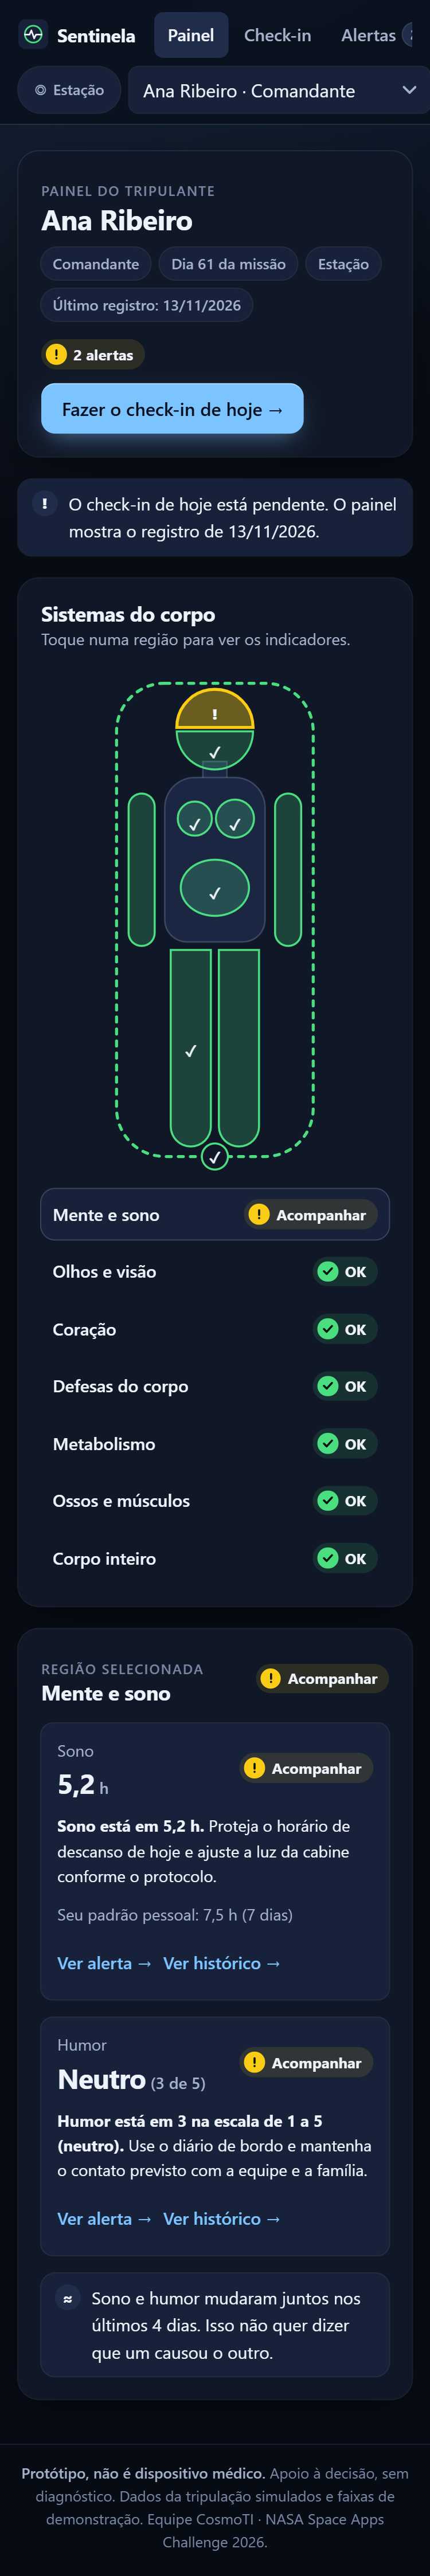 Sentinela Painel Check-in Alertas
Estação Ana Ribeiro · Comandante
PAINEL DO TRIPULANTE
Ana Ribeiro
Comandante Dia 61 da missão Estação
Último registro: 13/11/2026
! 2 alertas
Fazer o check-in de hoje →
! O check-in de hoje está pendente. O painel
mostra o registro de 13/11/2026.
Sistemas do corpo
Toque numa região para ver os indicadores.
!
Mente e sono ! Acompanhar
Olhos e visão OK
Coração OK
Defesas do corpo OK
Metabolismo OK
Ossos e músculos OK
Corpo inteiro OK
REGIÃO SELECIONADA
Mente e sono
! Acompanhar
Sono
5,2 h
! Acompanhar
Sono está em 5,2 h. Proteja o horário de
descanso de hoje e ajuste a luz da cabine
conforme o protocolo.
Seu padrão pessoal: 7,5 h (7 dias)
Ver alerta → Ver histórico →
Humor
Neutro (3 de 5)
! Acompanhar
Humor está em 3 na escala de 1 a 5
(neutro). Use o diário de bordo e mantenha
o contato previsto com a equipe e a família.
Ver alerta → Ver histórico →
≈ Sono e humor mudaram juntos nos
últimos 4 dias. Isso não quer dizer
que um causou o outro.
Protótipo, não é dispositivo médico. Apoio à decisão, sem
diagnóstico. Dados da tripulação simulados e faixas de
demonstração. Equipe CosmoTI · NASA Space Apps
Challenge 2026.